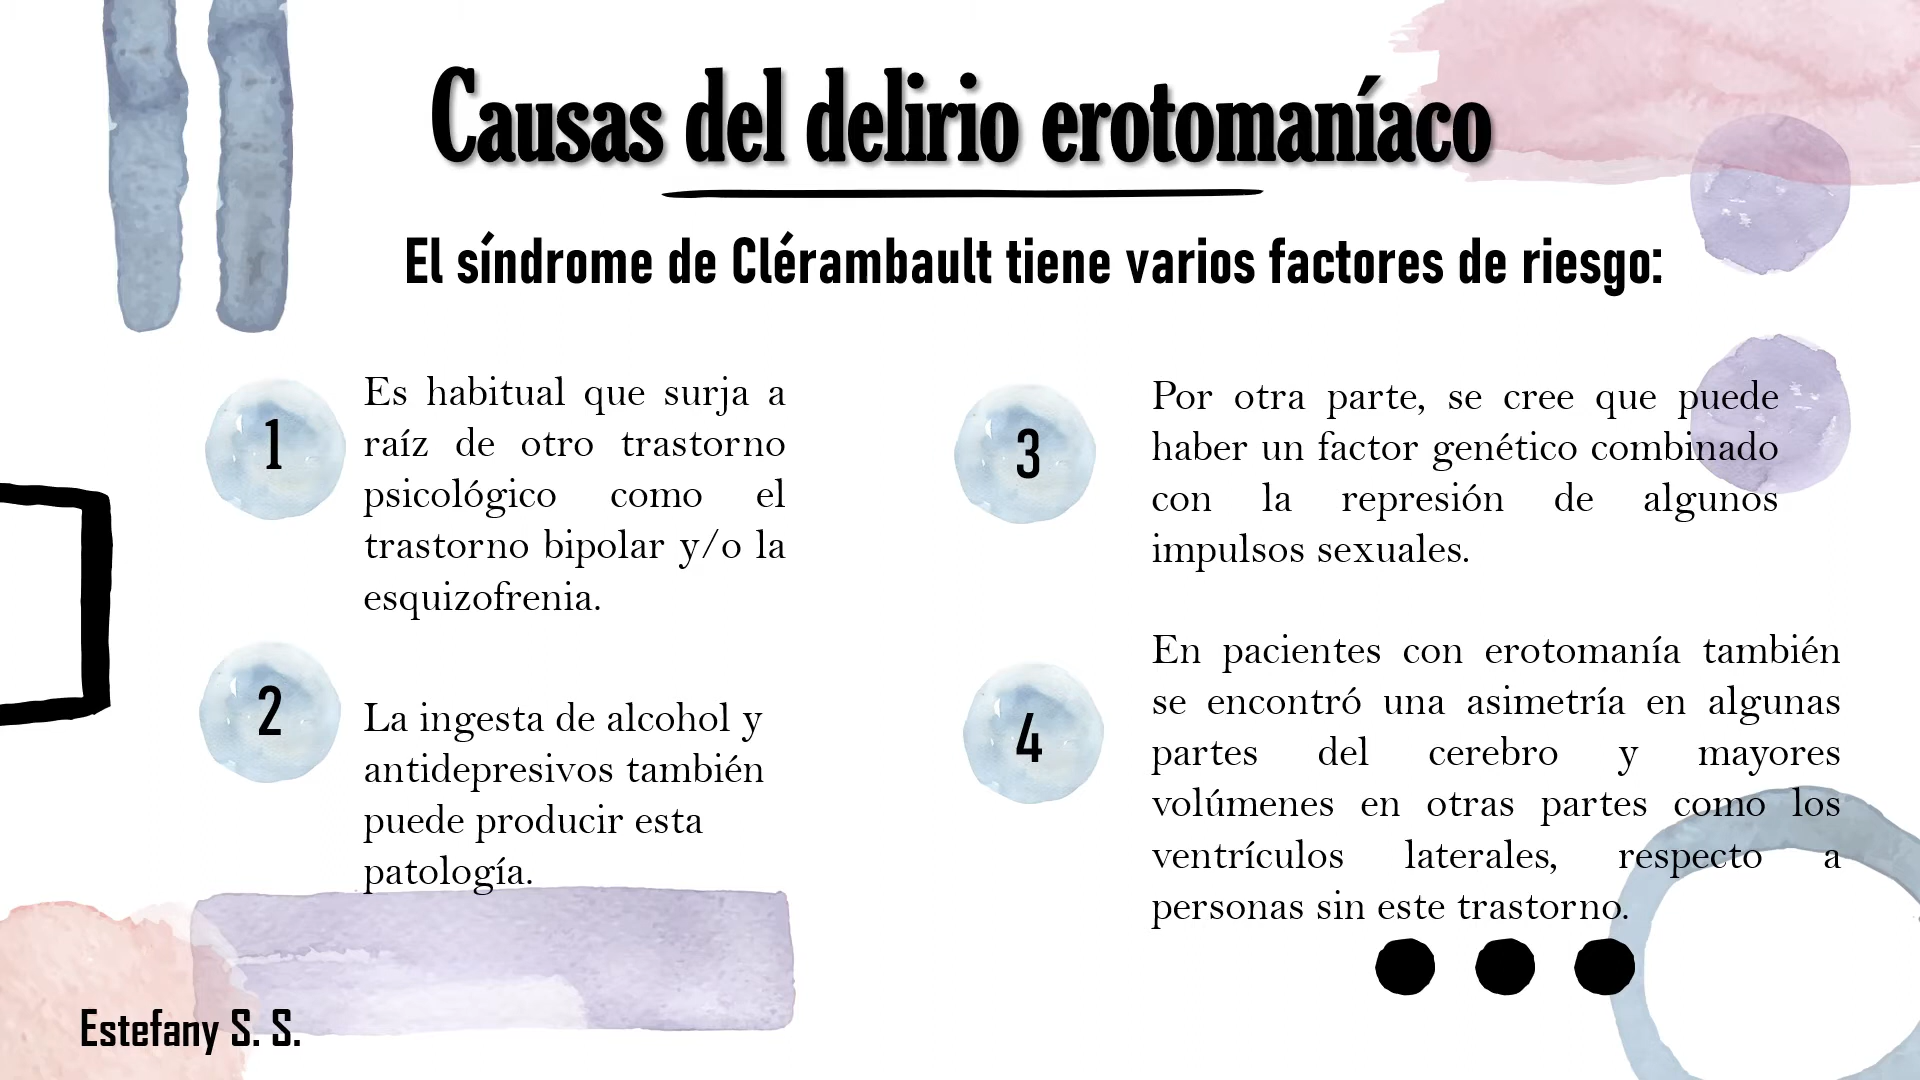 Causas del delirio erotomaníaco
El síndrome de Clérambault tiene varios factores de riesgo:
1
Es habitual que surja a
raíz de otro trastorno
psicológico como el
trastorno bipolar y/o la
esquizofrenia.
2
La ingesta de alcohol y
antidepresivos también
puede producir esta
patología.
3
Por otra parte, se cree que puede
haber un factor genético combinado
con la represión de algunos
impulsos sexuales.
4
En pacientes con erotomanía también
se encontró una asimetría en algunas
partes del cerebro y mayores
volúmenes en otras partes como los
ventrículos laterales, respecto a
personas sin este trastorno.
Estefany S. S.